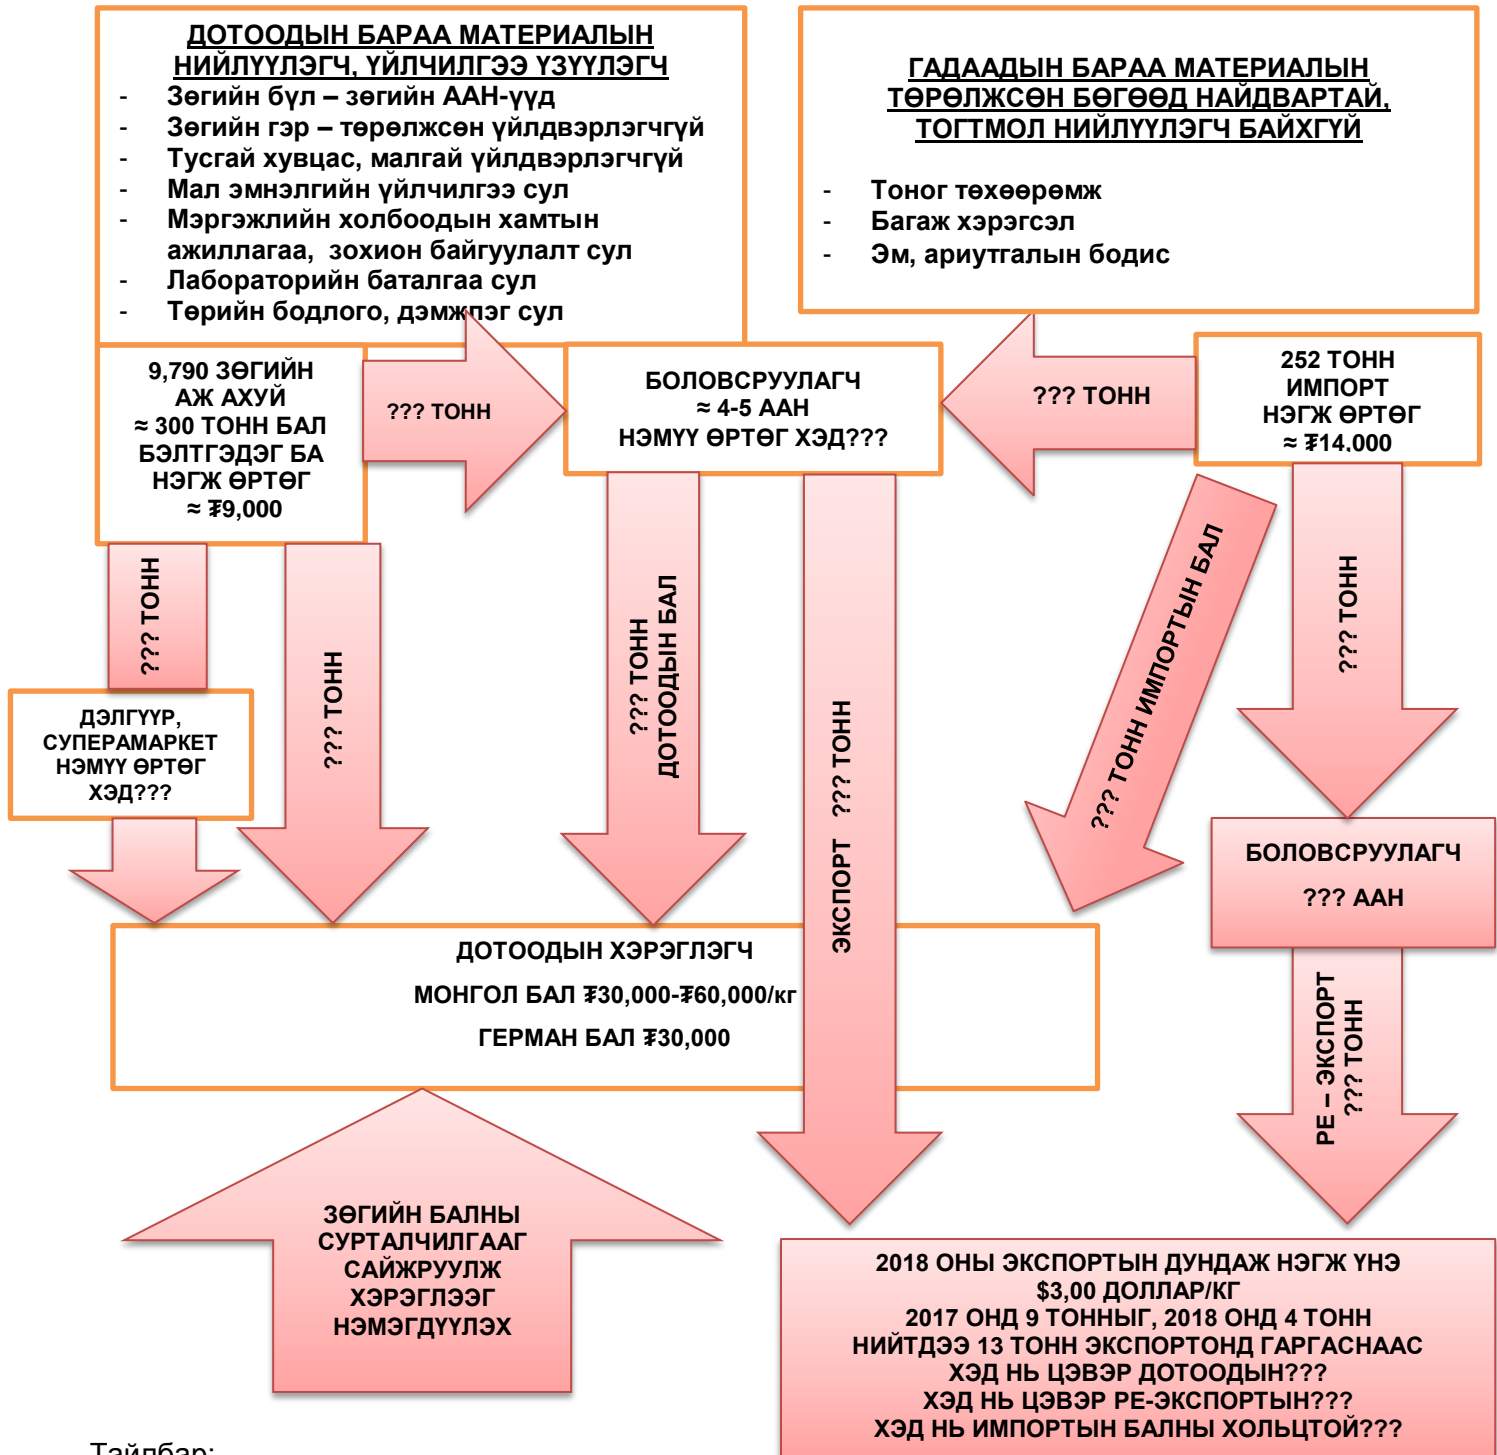 ДОТООДЫН БАРАА МАТЕРИАЛЫН
НИЙЛҮҮЛЭГЧ, ҮЙЛЧИЛГЭЭ ҮЗҮҮЛЭГЧ
- Зөгийн бүл – зөгийн ААН-үүд
- Зөгийн гэр – төрөлжсөн үйлдвэрлэгчгүй
- Тусгай хувцас, малгай үйлдвэрлэгчгүй
- Мал эмнэлгийн үйлчилгээ сул
- Мэргэжлийн холбоодын хамтын
ажиллагаа, зохион байгуулалт сул
- Лабораторийн баталгаа сул
- Төрийн бодлого, дэмжлэг сул
ГАДААДЫН БАРАА МАТЕРИАЛЫН
ТӨРӨЛЖСӨН БӨГӨӨД НАЙДВАРТАЙ,
ТОГТМОЛ НИЙЛҮҮЛЭГЧ БАЙХГҮЙ
- Тоног төхөөрөмж
- Багаж хэрэгсэл
- Эм, ариутгалын бодис
9,790 ЗӨГИЙН
АЖ АХУЙ
≈ 300 ТОНН БАЛ
БЭЛТГЭДЭГ БА
НЭГЖ ӨРТӨГ
≈ ₮9,000
??? ТОНН
БОЛОВСРУУЛАГЧ
≈ 4-5 ААН
НЭМҮҮ ӨРТӨГ ХЭД???
??? ТОНН
252 ТОНН
ИМПОРТ
НЭГЖ ӨРТӨГ
≈ ₮14,000
??? ТОНН
??? ТОНН
??? ТОНН
ДОТООДЫН БАЛ
ЭКСПОРТ ??? ТОНН
??? ТОНН ИМПОРТЫН БАЛ
??? ТОНН
ДЭЛГҮҮР,
СУПЕРАМАРКЕТ
НЭМҮҮ ӨРТӨГ
ХЭД???
БОЛОВСРУУЛАГЧ
??? ААН
ДОТООДЫН ХЭРЭГЛЭГЧ
МОНГОЛ БАЛ ₮30,000-₮60,000/кг
ГЕРМАН БАЛ ₮30,000
РЕ – ЭКСПОРТ
??? ТОНН
ЗӨГИЙН БАЛНЫ
СУРТАЛЧИЛГААГ
САЙЖРУУЛЖ
ХЭРЭГЛЭЭГ
НЭМЭГДҮҮЛЭХ
2018 ОНЫ ЭКСПОРТЫН ДУНДАЖ НЭГЖ ҮНЭ
$3,00 ДОЛЛАР/КГ
2017 ОНД 9 ТОННЫГ, 2018 ОНД 4 ТОНН
НИЙТДЭЭ 13 ТОНН ЭКСПОРТОНД ГАРГАСНААС
ХЭД НЬ ЦЭВЭР ДОТООДЫН???
ХЭД НЬ ЦЭВЭР РЕ-ЭКСПОРТЫН???
ХЭД НЬ ИМПОРТЫН БАЛНЫ ХОЛЬЦТОЙ???
Тайлбар: